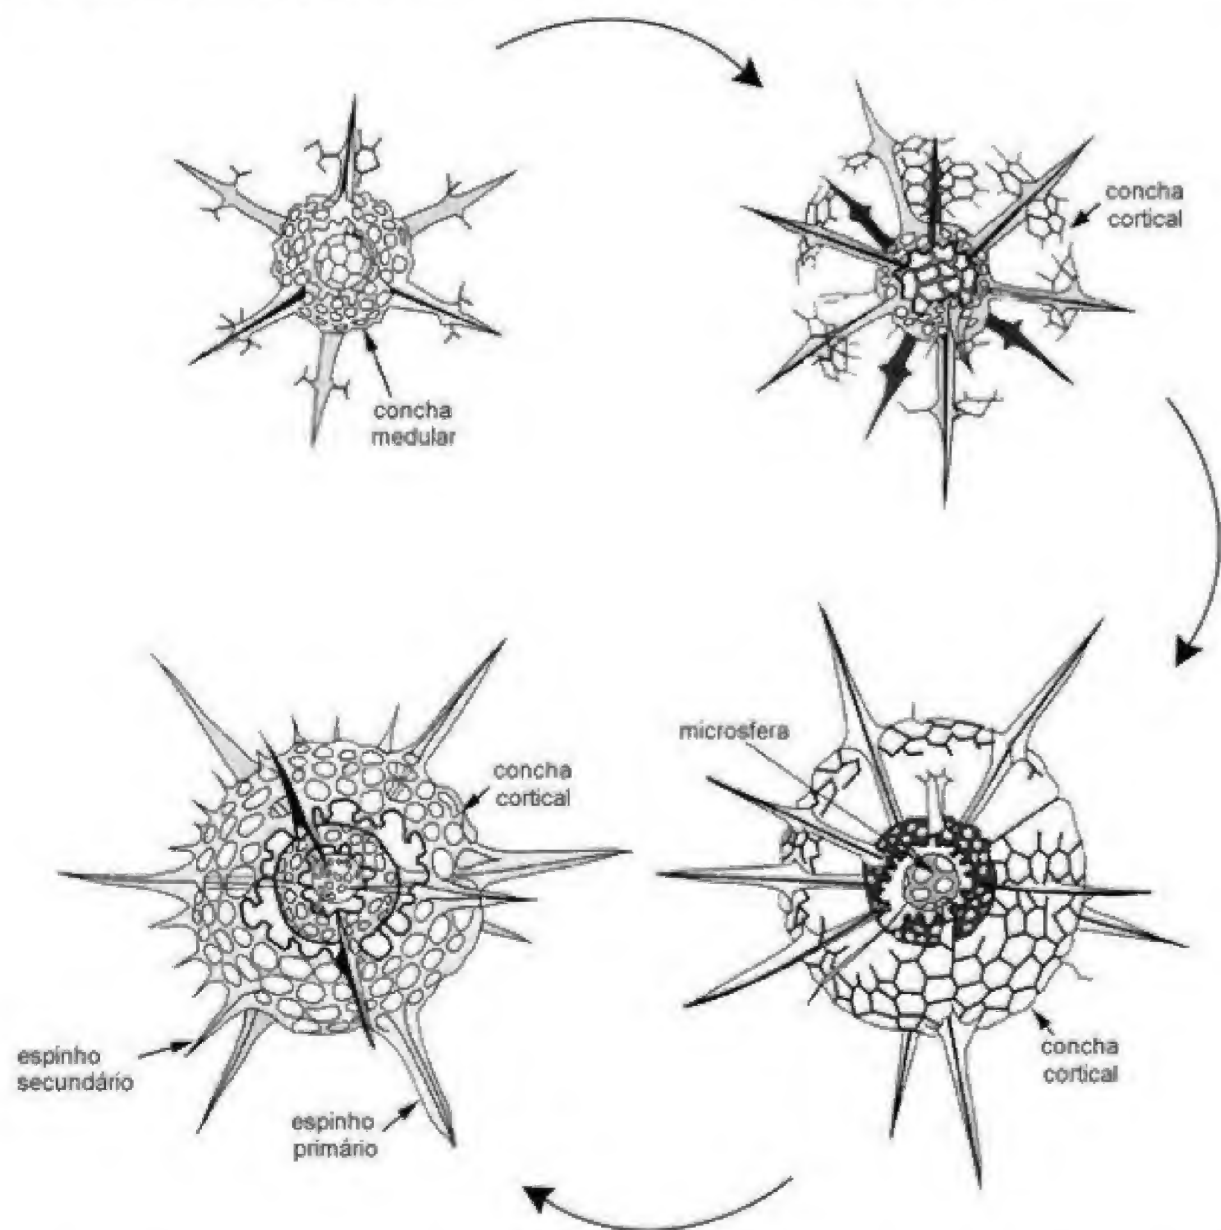 concha
cortical
concha
medular
microsfera
concha
cortical
concha
cortical
espinho
secundário
espinho
primário